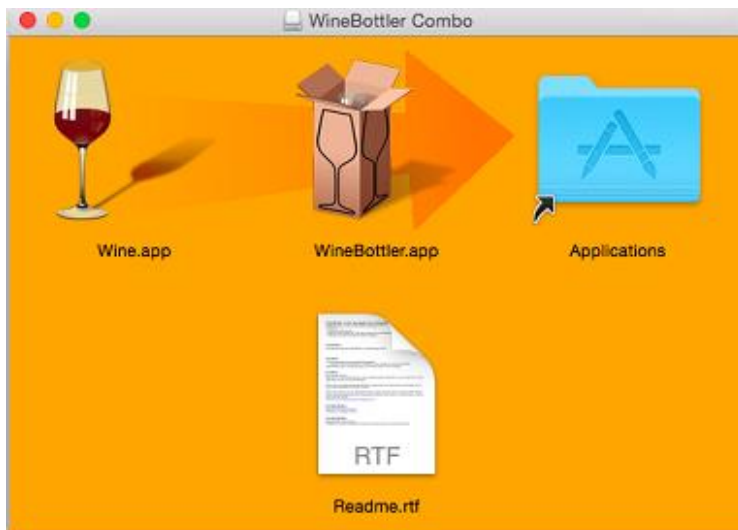 WineBottler Combo
Wine.app
WineBottler.app
Applications
RTF
Readme.rtf